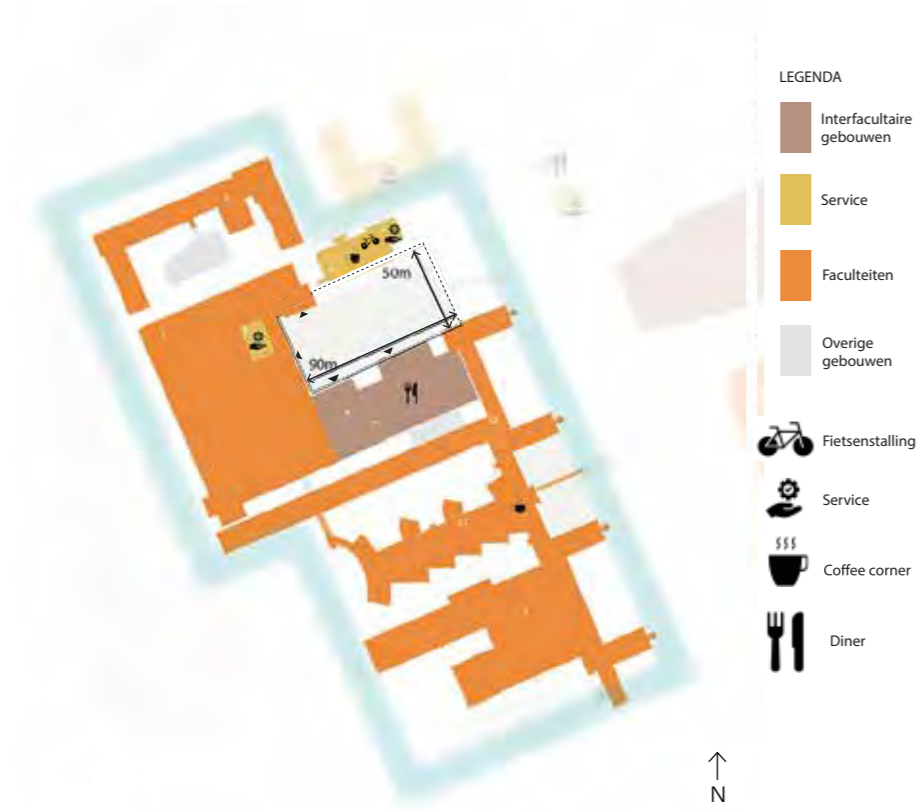 50m
90m
LEGENDA
Interfacultaire
gebouwen
Service
Faculteiten
Overige
gebouwen
Fietsenstalling
Service
Coffee corner
Diner
N